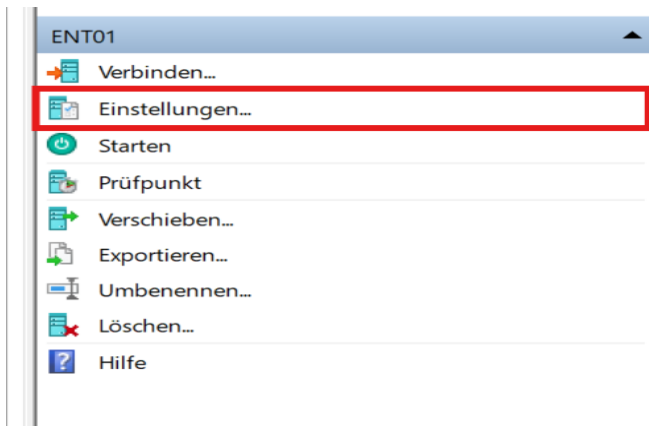 ENT01
Verbinden...
Einstellungen...
Starten
Prüfpunkt
Verschieben...
Exportieren...
Umbenennen...
Löschen...
Hilfe